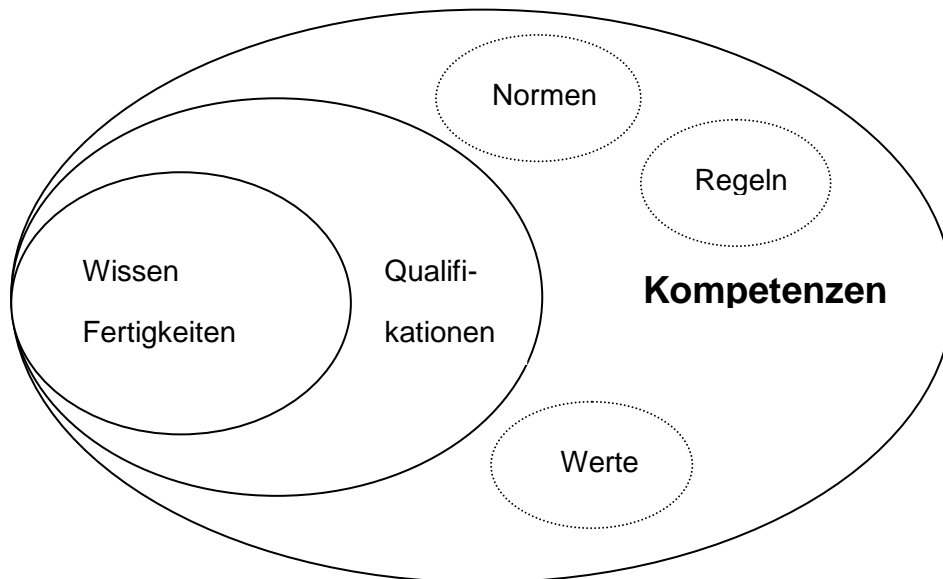 Normen
Regeln
Wissen
Fertigkeiten
Qualifi-
kationen
Kompetenzen
Werte